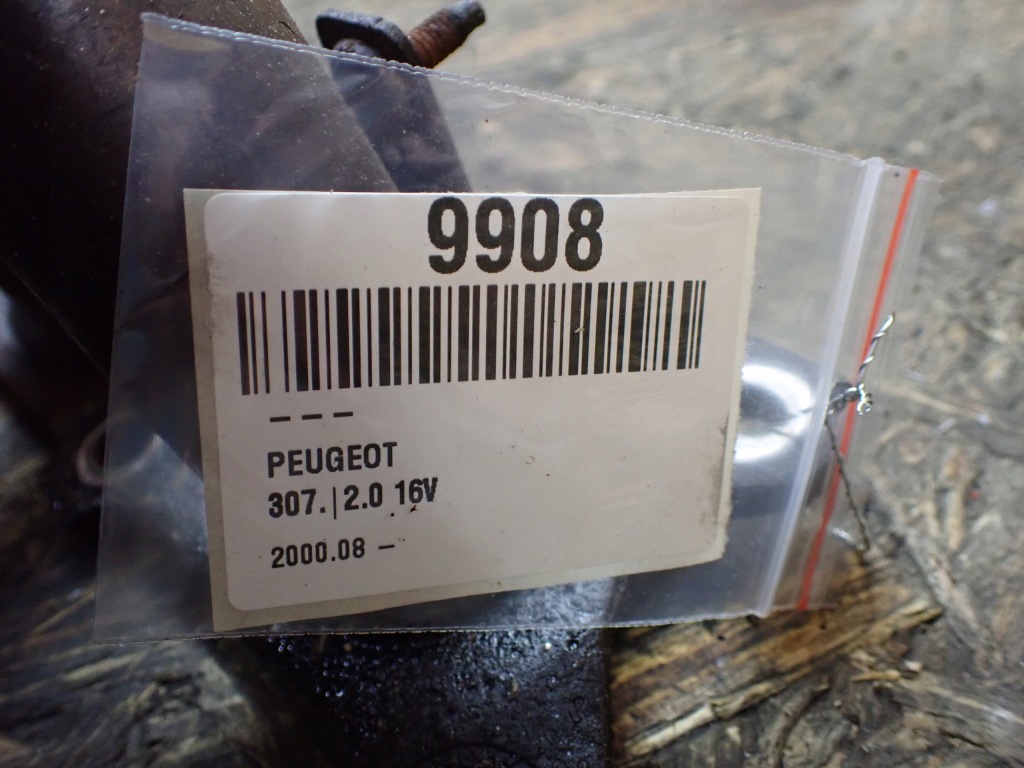 9908
– – –
PEUGEOT
307. | 2.0 16V
2000.08 –